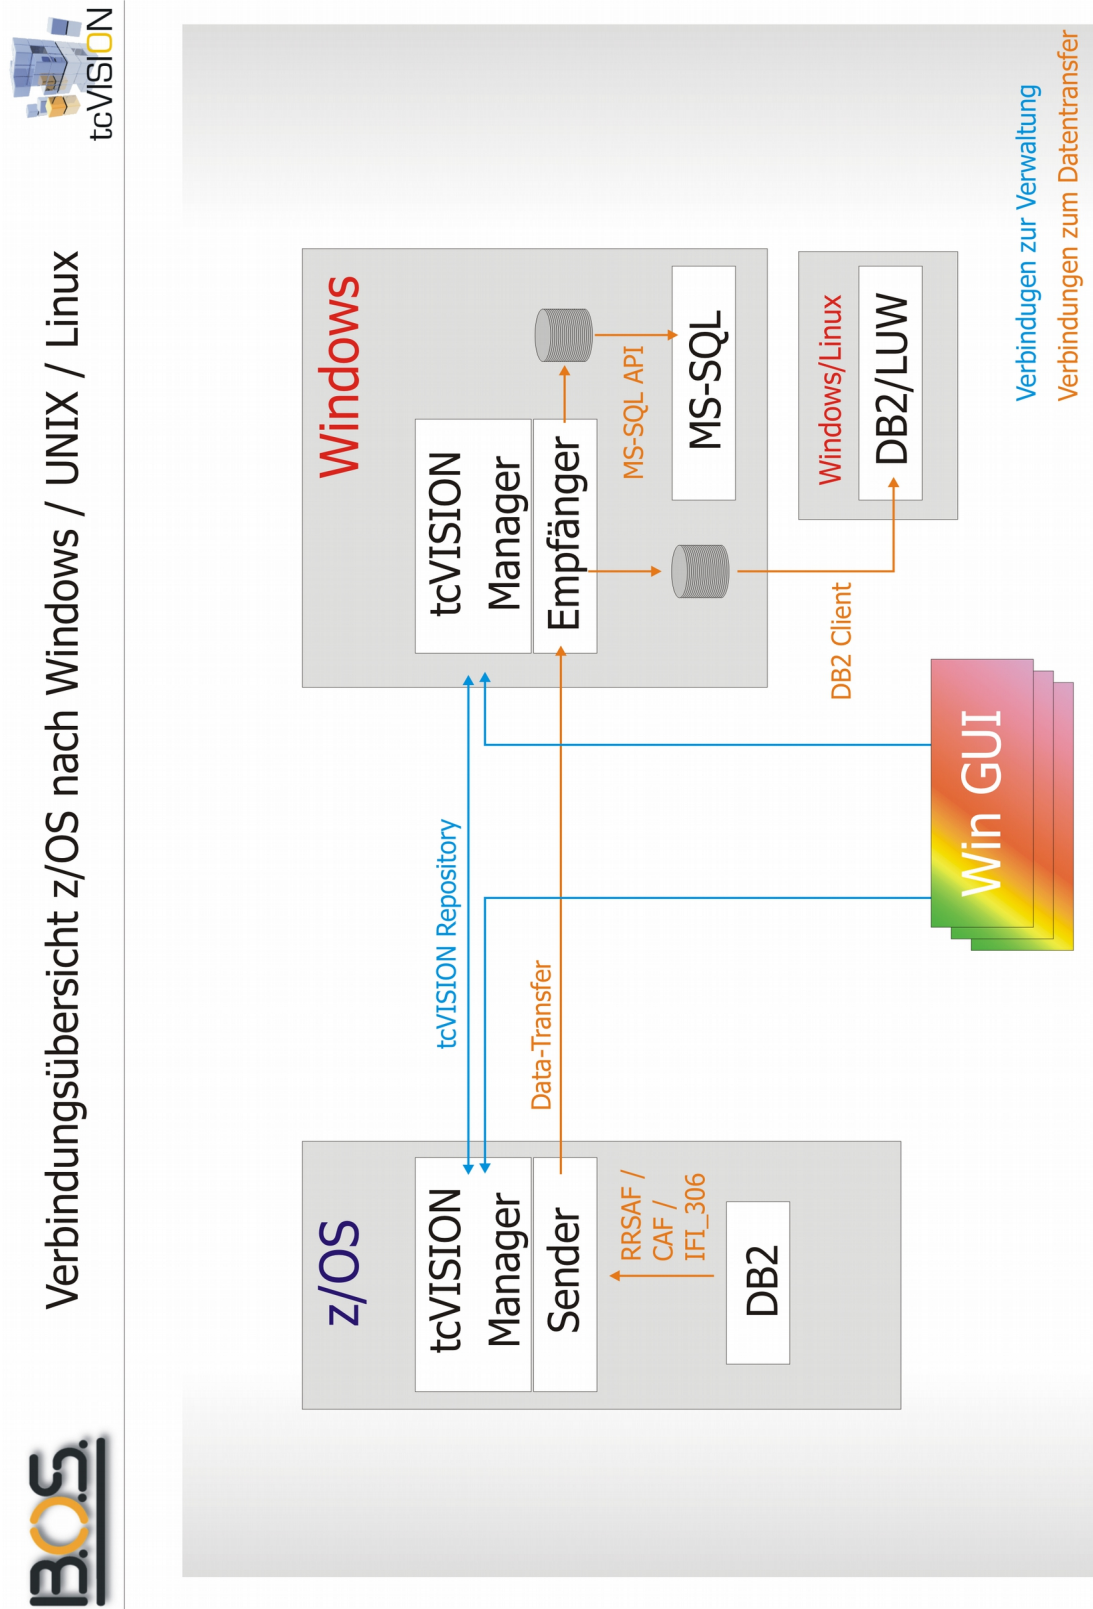 B.O.S.
Verbindungsübersicht z/OS nach Windows / UNIX / Linux
tcVISION
z/OS
tcVISION
Manager
Sender
RRSAF /
CAF /
IFI_306
DB2
tcVISION Repository
Data-Transfer
Windows
tcVISION
Manager
Empfänger
MS-SQL API
MS-SQL
DB2 Client
Windows/Linux
DB2/LUW
Win GUI
Verbindugen zur Verwaltung
Verbindungen zum Datentransfer